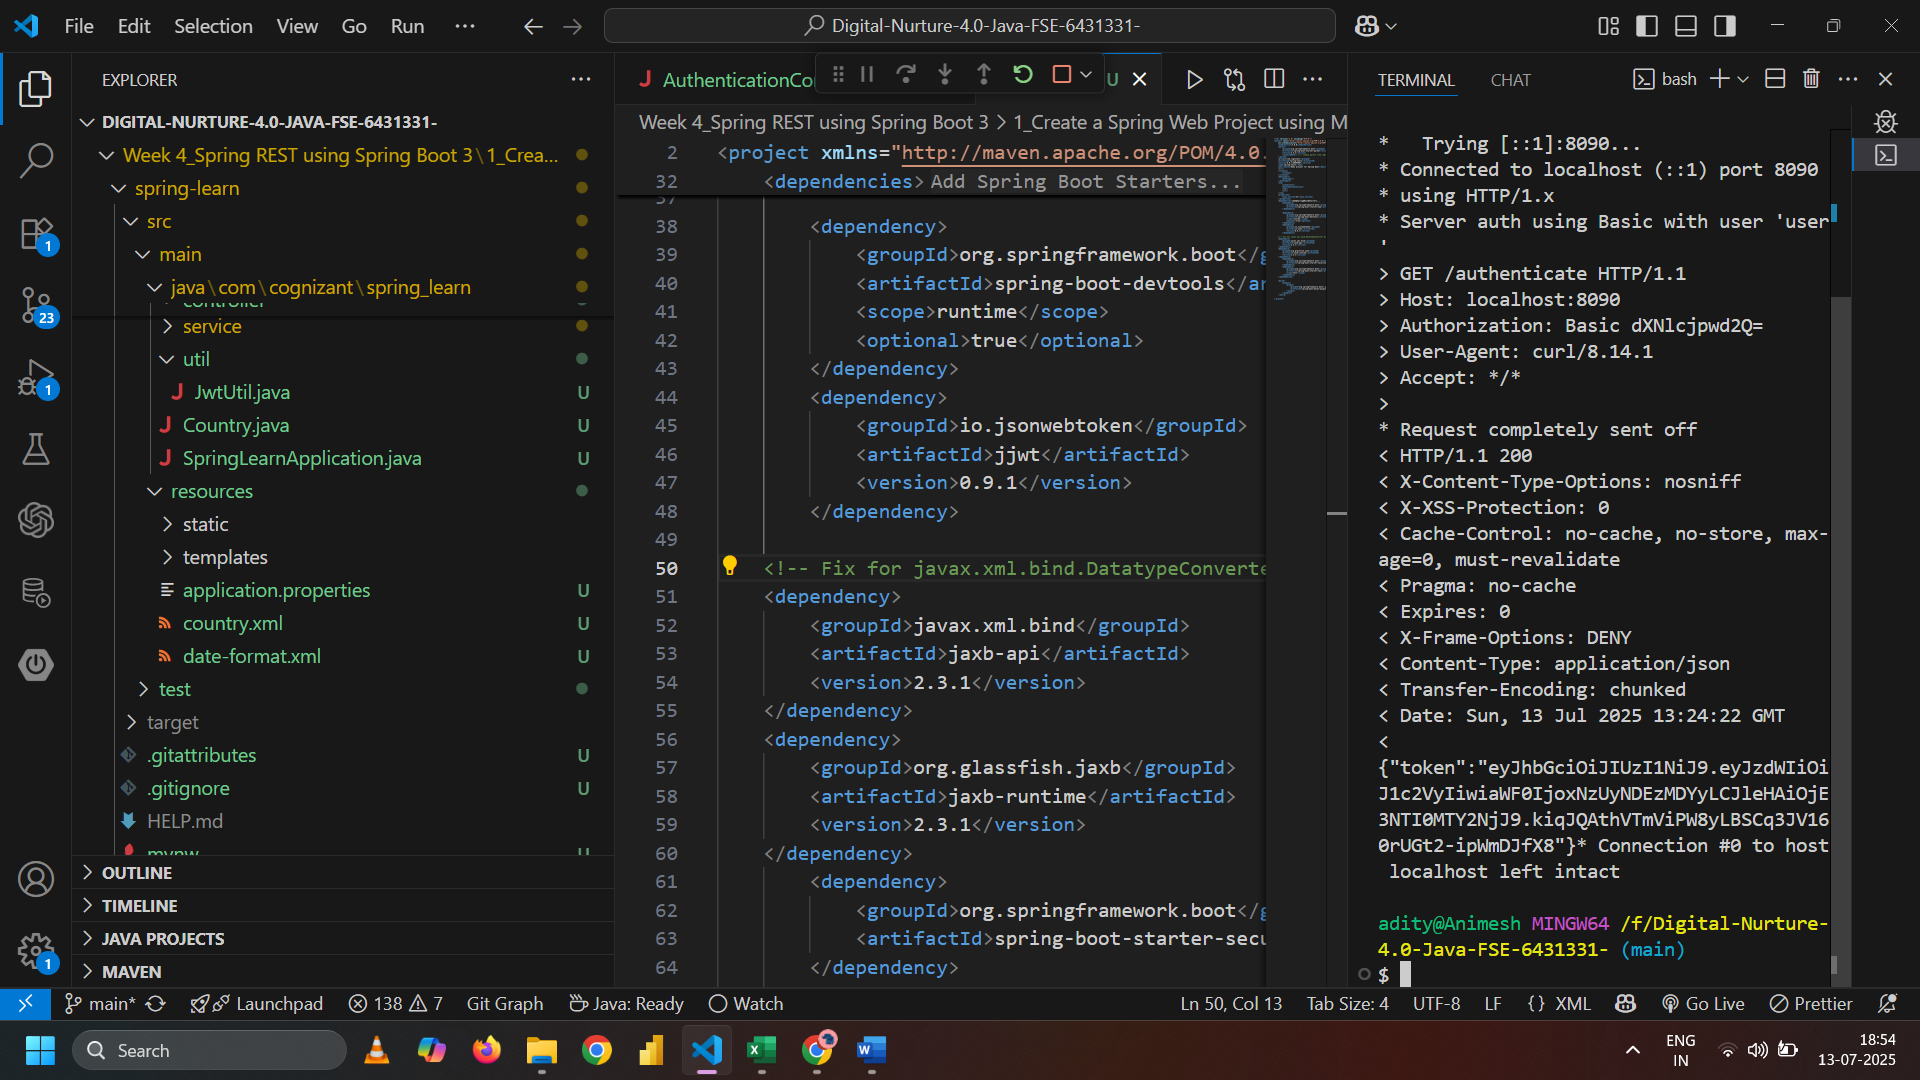 File Edit Selection View Go Run ···
Digital-Nurture-4.0-Java-FSE-6431331-
EXPLORER
DIGITAL-NURTURE-4.0-JAVA-FSE-6431331-
Week 4_Spring REST using Spring Boot 3\1_Crea...
spring-learn
src
main
java\com\cognizant\spring_learn
controller
service
util
JwtUtil.java U
Country.java U
SpringLearnApplication.java U
resources
static
templates
application.properties U
country.xml U
date-format.xml U
test
target
.gitattributes U
.gitignore U
HELP.md
mvnw U
OUTLINE
TIMELINE
JAVA PROJECTS
MAVEN
1
23
1
1
AuthenticationCo U
Week 4_Spring REST using Spring Boot 3 > 1_Create a Spring Web Project using M
2 <project xmlns="http://maven.apache.org/POM/4.0.
32 <dependencies> Add Spring Boot Starters...
37
38 <dependency>
39 <groupId>org.springframework.boot</g
40 <artifactId>spring-boot-devtools</ar
41 <scope>runtime</scope>
42 <optional>true</optional>
43 </dependency>
44 <dependency>
45 <groupId>io.jsonwebtoken</groupId>
46 <artifactId>jjwt</artifactId>
47 <version>0.9.1</version>
48 </dependency>
49
50 <!-- Fix for javax.xml.bind.DatatypeConverte
51 <dependency>
52 <groupId>javax.xml.bind</groupId>
53 <artifactId>jaxb-api</artifactId>
54 <version>2.3.1</version>
55 </dependency>
56 <dependency>
57 <groupId>org.glassfish.jaxb</groupId>
58 <artifactId>jaxb-runtime</artifactId>
59 <version>2.3.1</version>
60 </dependency>
61 <dependency>
62 <groupId>org.springframework.boot</g
63 <artifactId>spring-boot-starter-secu
64 </dependency>
TERMINAL CHAT bash
* Trying [::1]:8090...
* Connected to localhost (::1) port 8090
* using HTTP/1.x
* Server auth using Basic with user 'user
'
> GET /authenticate HTTP/1.1
> Host: localhost:8090
> Authorization: Basic dXNlcjpwd2Q=
> User-Agent: curl/8.14.1
> Accept: */*
>
* Request completely sent off
< HTTP/1.1 200
< X-Content-Type-Options: nosniff
< X-XSS-Protection: 0
< Cache-Control: no-cache, no-store, max-
age=0, must-revalidate
< Pragma: no-cache
< Expires: 0
< X-Frame-Options: DENY
< Content-Type: application/json
< Transfer-Encoding: chunked
< Date: Sun, 13 Jul 2025 13:24:22 GMT
<
{"token":"eyJhbGciOiJIUzI1NiJ9.eyJzdWIiOi
J1c2VyIiwiaWF0IjoxNzUyNDEzMDYyLCJleHAiOjE
3NTI0MTY2NjJ9.kiqJQAthVTmViPW8yLBSCq3JV16
0rUGt2-ipWmDJfX8"}* Connection #0 to host
localhost left intact
adity@Animesh MINGW64 /f/Digital-Nurture-
4.0-Java-FSE-6431331- (main)
$
main* Launchpad 138 7 Git Graph Java: Ready Watch Ln 50, Col 13 Tab Size: 4 UTF-8 LF {} XML Go Live Prettier
Search
ENG
IN
18:54
13-07-2025